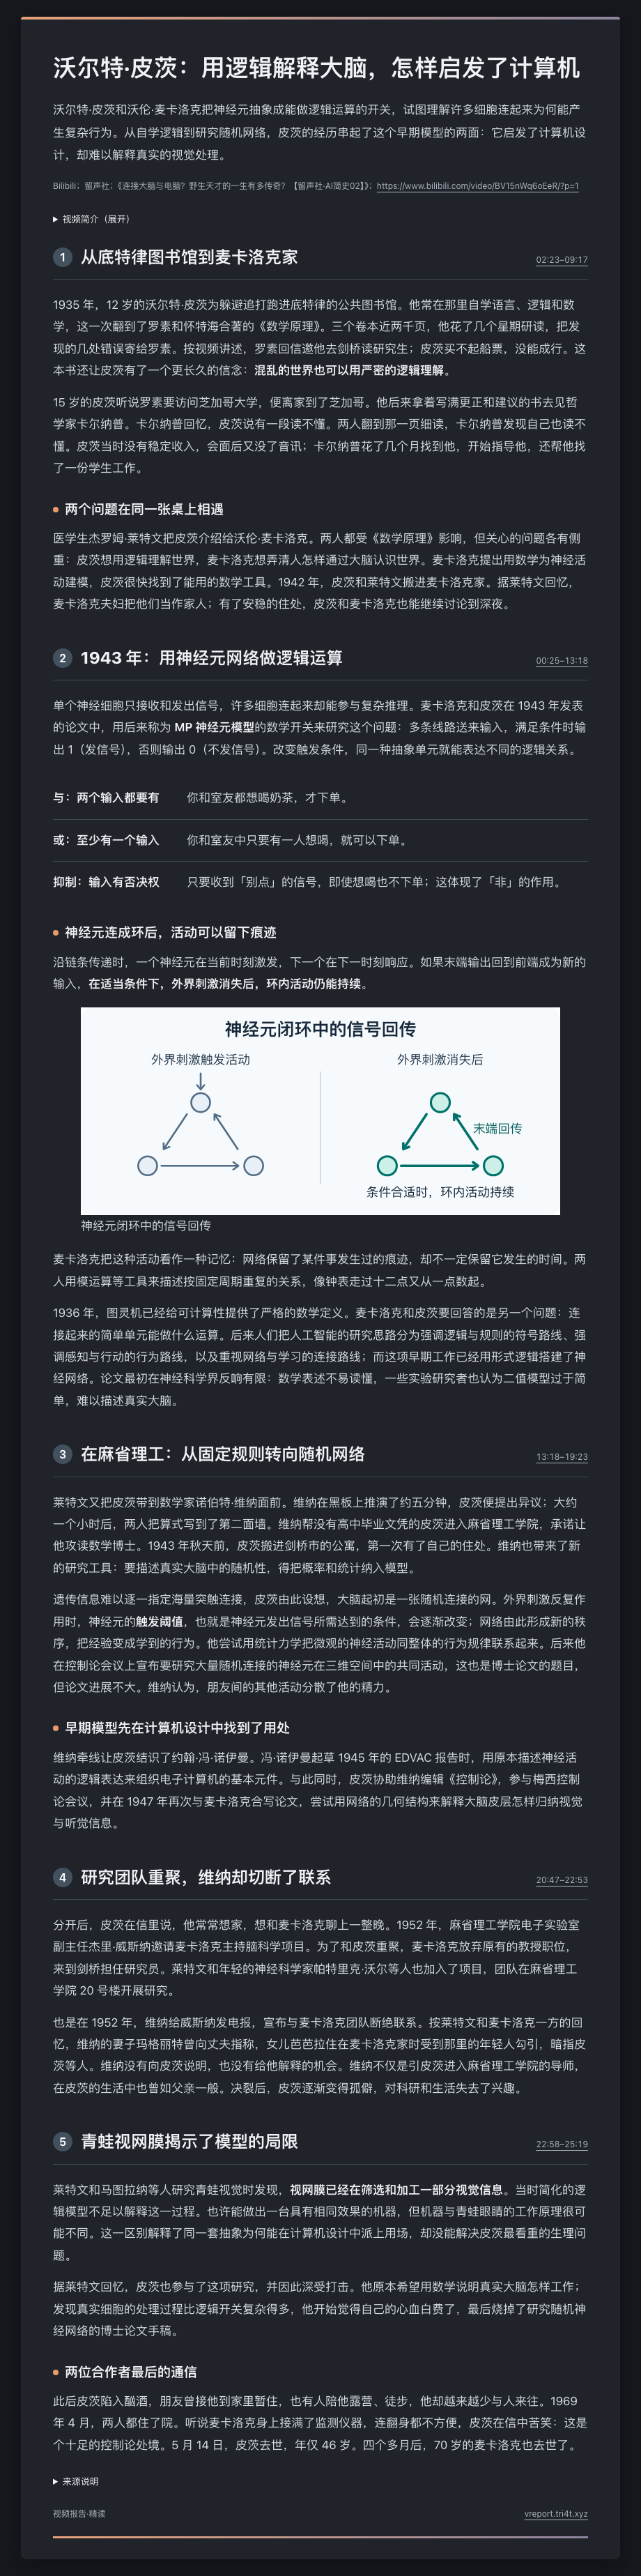 沃尔特·皮茨：用逻辑解释大脑，怎样启发了计算机
沃尔特·皮茨和沃伦·麦卡洛克把神经元抽象成能做逻辑运算的开关，试图理解许多细胞连起来为何能产
生复杂行为。从自学逻辑到研究随机网络，皮茨的经历串起了这个早期模型的两面：它启发了计算机设
计，却难以解释真实的视觉处理。
Bilibili；留声社；《连接大脑与电脑？野生天才的一生有多传奇？【留声社·AI简史02】》；https://www.bilibili.com/video/BV15nWq6oEeR/?p=1
▶ 视频简介（展开）
1 从底特律图书馆到麦卡洛克家 02:23–09:17
1935 年，12 岁的沃尔特·皮茨为躲避追打跑进底特律的公共图书馆。他常在那里自学语言、逻辑和数
学，这一次翻到了罗素和怀特海合著的《数学原理》。三个卷本近两千页，他花了几个星期研读，把发
现的几处错误寄给罗素。按视频讲述，罗素回信邀他去剑桥读研究生；皮茨买不起船票，没能成行。这
本书还让皮茨有了一个更长久的信念：混乱的世界也可以用严密的逻辑理解。
15 岁的皮茨听说罗素要访问芝加哥大学，便离家到了芝加哥。他后来拿着写满更正和建议的书去见哲
学家卡尔纳普。卡尔纳普回忆，皮茨说有一段读不懂。两人翻到那一页细读，卡尔纳普发现自己也读不
懂。皮茨当时没有稳定收入，会面后又没了音讯；卡尔纳普花了几个月找到他，开始指导他，还帮他找
了一份学生工作。
两个问题在同一张桌上相遇
医学生杰罗姆·莱特文把皮茨介绍给沃伦·麦卡洛克。两人都受《数学原理》影响，但关心的问题各有侧
重：皮茨想用逻辑理解世界，麦卡洛克想弄清人怎样通过大脑认识世界。麦卡洛克提出用数学为神经活
动建模，皮茨很快找到了能用的数学工具。1942 年，皮茨和莱特文搬进麦卡洛克家。据莱特文回忆，
麦卡洛克夫妇把他们当作家人；有了安稳的住处，皮茨和麦卡洛克也能继续讨论到深夜。
2 1943 年：用神经元网络做逻辑运算 00:25–13:18
单个神经细胞只接收和发出信号，许多细胞连起来却能参与复杂推理。麦卡洛克和皮茨在 1943 年发表
的论文中，用后来称为 MP 神经元模型的数学开关来研究这个问题：多条线路送来输入，满足条件时输
出 1（发信号），否则输出 0（不发信号）。改变触发条件，同一种抽象单元就能表达不同的逻辑关系。
与：两个输入都要有 你和室友都想喝奶茶，才下单。
或：至少有一个输入 你和室友中只要有一人想喝，就可以下单。
抑制：输入有否决权 只要收到「别点」的信号，即使想喝也不下单；这体现了「非」的作用。
神经元连成环后，活动可以留下痕迹
沿链条传递时，一个神经元在当前时刻激发，下一个在下一时刻响应。如果末端输出回到前端成为新的
输入，在适当条件下，外界刺激消失后，环内活动仍能持续。
神经元闭环中的信号回传
外界刺激触发活动 外界刺激消失后
末端回传
条件合适时，环内活动持续
神经元闭环中的信号回传
麦卡洛克把这种活动看作一种记忆：网络保留了某件事发生过的痕迹，却不一定保留它发生的时间。两
人用模运算等工具来描述按固定周期重复的关系，像钟表走过十二点又从一点数起。
1936 年，图灵机已经给可计算性提供了严格的数学定义。麦卡洛克和皮茨要回答的是另一个问题：连
接起来的简单单元能做什么运算。后来人们把人工智能的研究思路分为强调逻辑与规则的符号路线、强
调感知与行动的行为路线，以及重视网络与学习的连接路线；而这项早期工作已经用形式逻辑搭建了神
经网络。论文最初在神经科学界反响有限：数学表述不易读懂，一些实验研究者也认为二值模型过于简
单，难以描述真实大脑。
3 在麻省理工：从固定规则转向随机网络 13:18–19:23
莱特文又把皮茨带到数学家诺伯特·维纳面前。维纳在黑板上推演了约五分钟，皮茨便提出异议；大约
一个小时后，两人把算式写到了第二面墙。维纳帮没有高中毕业文凭的皮茨进入麻省理工学院，承诺让
他攻读数学博士。1943 年秋天前，皮茨搬进剑桥市的公寓，第一次有了自己的住处。维纳也带来了新
的研究工具：要描述真实大脑中的随机性，得把概率和统计纳入模型。
遗传信息难以逐一指定海量突触连接，皮茨由此设想，大脑起初是一张随机连接的网。外界刺激反复作
用时，神经元的触发阈值，也就是神经元发出信号所需达到的条件，会逐渐改变；网络由此形成新的秩
序，把经验变成学到的行为。他尝试用统计力学把微观的神经活动同整体的行为规律联系起来。后来他
在控制论会议上宣布要研究大量随机连接的神经元在三维空间中的共同活动，这也是博士论文的题目，
但论文进展不大。维纳认为，朋友间的其他活动分散了他的精力。
早期模型先在计算机设计中找到了用处
维纳牵线让皮茨结识了约翰·冯·诺伊曼。冯·诺伊曼起草 1945 年的 EDVAC 报告时，用原本描述神经活
动的逻辑表达来组织电子计算机的基本元件。与此同时，皮茨协助维纳编辑《控制论》，参与梅西控制
论会议，并在 1947 年再次与麦卡洛克合写论文，尝试用网络的几何结构来解释大脑皮层怎样归纳视觉
与听觉信息。
4 研究团队重聚，维纳却切断了联系 20:47–22:53
分开后，皮茨在信里说，他常常想家，想和麦卡洛克聊上一整晚。1952 年，麻省理工学院电子实验室
副主任杰里·威斯纳邀请麦卡洛克主持脑科学项目。为了和皮茨重聚，麦卡洛克放弃原有的教授职位，
来到剑桥担任研究员。莱特文和年轻的神经科学家帕特里克·沃尔等人也加入了项目，团队在麻省理工
学院 20 号楼开展研究。
也是在 1952 年，维纳给威斯纳发电报，宣布与麦卡洛克团队断绝联系。按莱特文和麦卡洛克一方的回
忆，维纳的妻子玛格丽特曾向丈夫指称，女儿芭芭拉住在麦卡洛克家时受到那里的年轻人勾引，暗指皮
茨等人。维纳没有向皮茨说明，也没有给他解释的机会。维纳不仅是引皮茨进入麻省理工学院的导师，
在皮茨的生活中也曾如父亲一般。决裂后，皮茨逐渐变得孤僻，对科研和生活失去了兴趣。
5 青蛙视网膜揭示了模型的局限 22:58–25:19
莱特文和马图拉纳等人研究青蛙视觉时发现，视网膜已经在筛选和加工一部分视觉信息。当时简化的逻
辑模型不足以解释这一过程。也许能做出一台具有相同效果的机器，但机器与青蛙眼睛的工作原理很可
能不同。这一区别解释了同一套抽象为何能在计算机设计中派上用场，却没能解决皮茨最看重的生理问
题。
据莱特文回忆，皮茨也参与了这项研究，并因此深受打击。他原本希望用数学说明真实大脑怎样工作；
发现真实细胞的处理过程比逻辑开关复杂得多，他开始觉得自己的心血白费了，最后烧掉了研究随机神
经网络的博士论文手稿。
两位合作者最后的通信
此后皮茨陷入酗酒，朋友曾接他到家里暂住，也有人陪他露营、徒步，他却越来越少与人来往。1969
年 4 月，两人都住了院。听说麦卡洛克身上接满了监测仪器，连翻身都不方便，皮茨在信中苦笑：这是
个十足的控制论处境。5 月 14 日，皮茨去世，年仅 46 岁。四个多月后，70 岁的麦卡洛克也去世了。
▶ 来源说明
视频报告·精读 vreport.tri4t.xyz